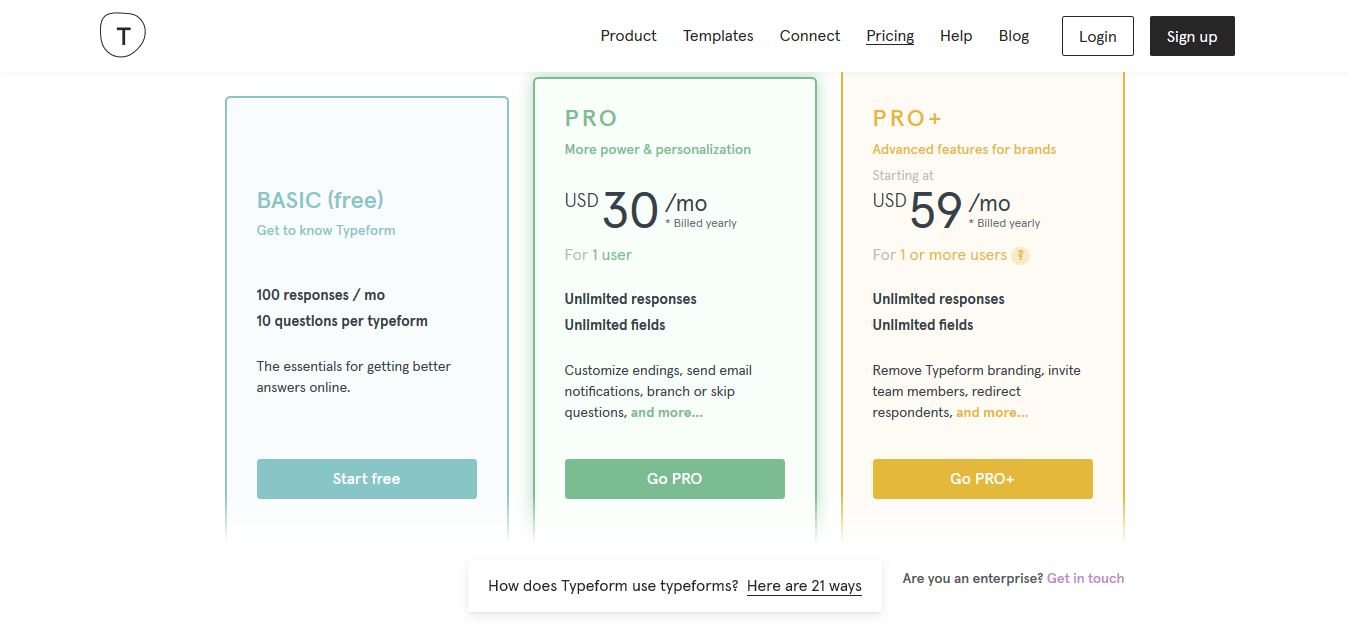 T
Product Templates Connect Pricing Help Blog Login Sign up
BASIC (free)
Get to know Typeform
100 responses / mo
10 questions per typeform
The essentials for getting better
answers online.
Start free
PRO
More power & personalization
USD 30 /mo
* Billed yearly
For 1 user
Unlimited responses
Unlimited fields
Customize endings, send email
notifications, branch or skip
questions, and more...
Go PRO
PRO+
Advanced features for brands
Starting at
USD 59 /mo
* Billed yearly
For 1 or more users ?
Unlimited responses
Unlimited fields
Remove Typeform branding, invite
team members, redirect
respondents, and more...
Go PRO+
How does Typeform use typeforms? Here are 21 ways
Are you an enterprise? Get in touch